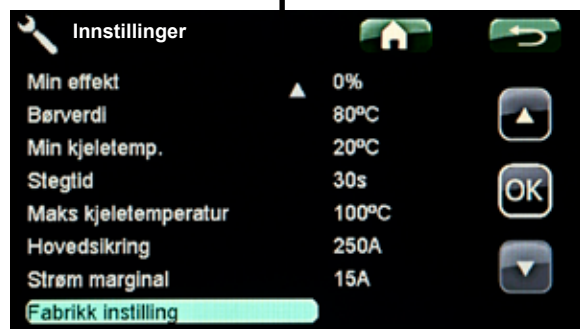 Innstillinger
Min effekt 0%
Børverdi 80ºC
Min kjeletemp. 20ºC
Stegtid 30s
Maks kjeletemperatur 100ºC
Hovedsikring 250A
Strøm marginal 15A
Fabrikk instilling
OK